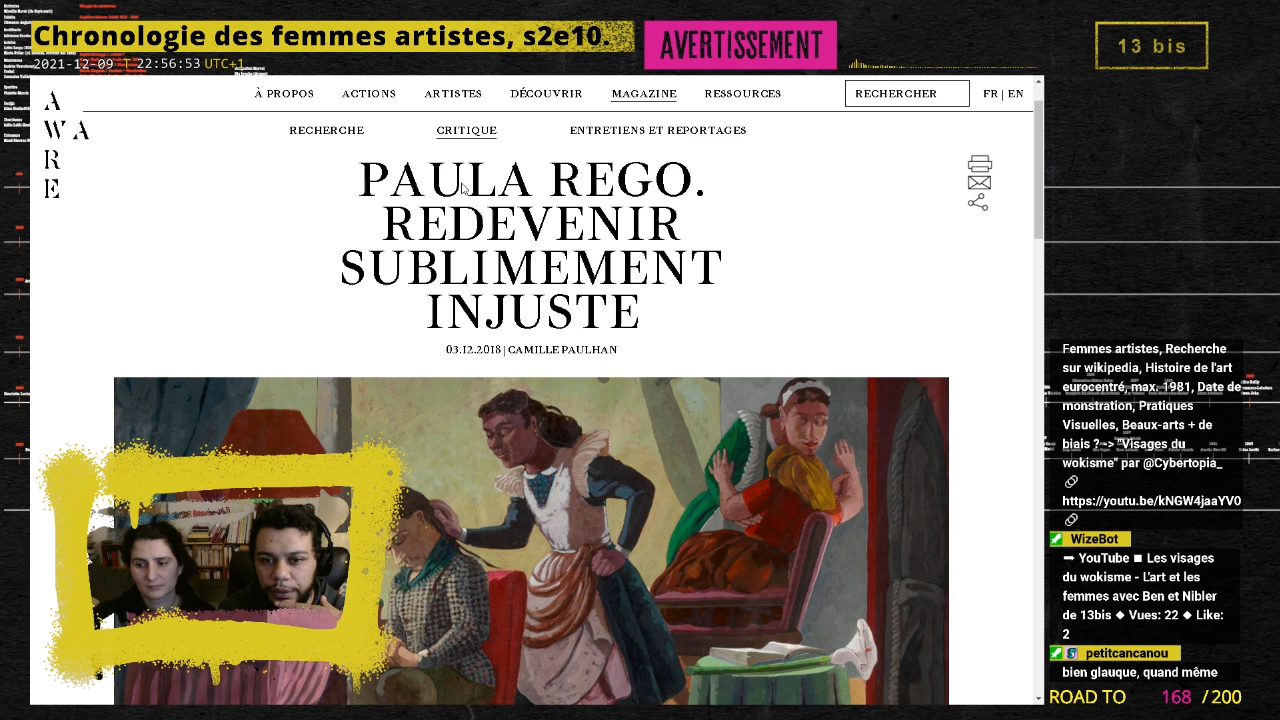 Chronologie des femmes artistes, s2e10.
AVERTISSEMENT
13 bis
2021-12-09 T 22:56:53 UTC+1
AWARE
À PROPOS
ACTIONS
ARTISTES
DÉCOUVRIR
MAGAZINE
RESSOURCES
RECHERCHER
FR | EN
RECHERCHE
CRITIQUE
ENTRETIENS ET REPORTAGES
PAULA REGO.
REDEVENIR
SUBLIMEMENT
INJUSTE
03.12.2018 | CAMILLE PAULHAN
Femmes artistes, Recherche
sur wikipedia, Histoire de l'art
eurocentré, max. 1981, Date de
monstration, Pratiques
Visuelles, Beaux-arts + de
biais ? -> "Visages du
wokisme" par @Cybertopia_
https://youtu.be/kNGW4jaaYV0
WizeBot
➡ YouTube ■ Les visages
du wokisme - L'art et les
femmes avec Ben et Nibler
de 13bis ◆ Vues: 22 ◆ Like:
2
petitcancanou
bien glauque, quand même
ROAD TO 168 / 200